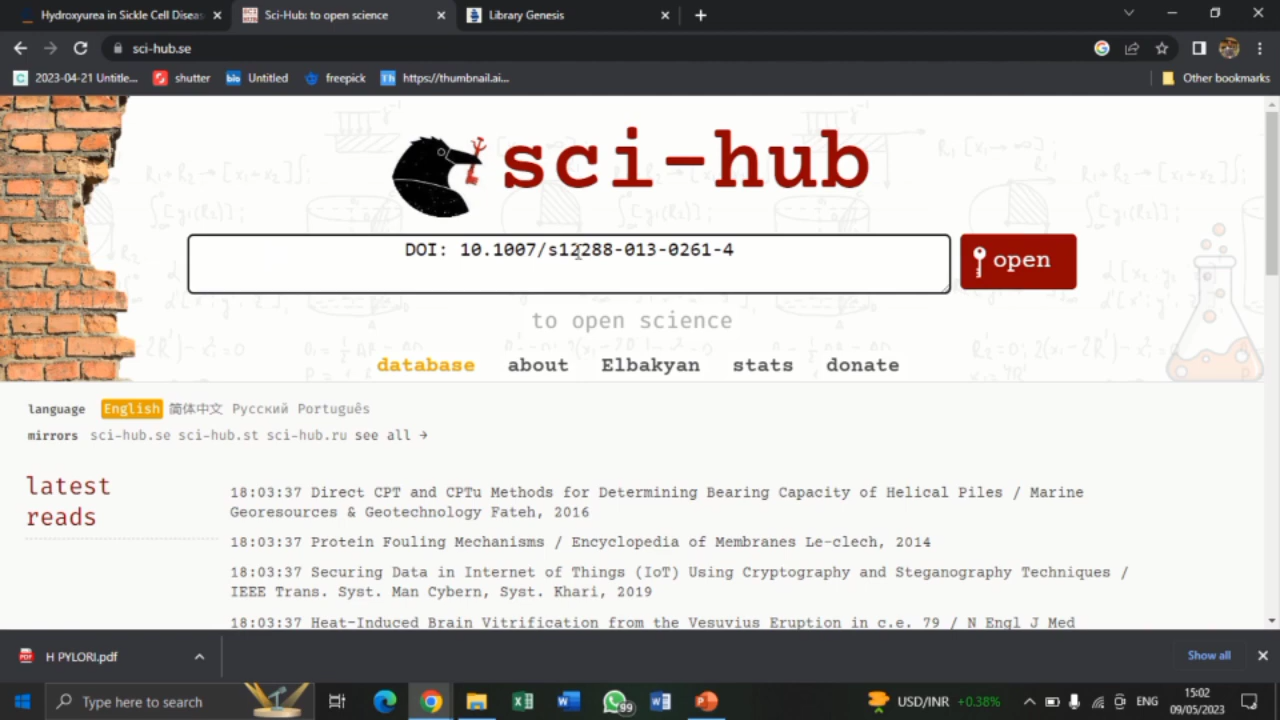 Hydroxyurea in Sickle Cell Diseas
Sci-Hub: to open science
Library Genesis
sci-hub.se
2023-04-21 Untitle...
shutter
bio
Untitled
freepick
Th
https://thumbnail.ai...
Other bookmarks
sci-hub
DOI: 10.1007/s12288-013-0261-4
open
to open science
database about Elbakyan stats donate
language English 简体中文 Русский Português
mirrors sci-hub.se sci-hub.st sci-hub.ru see all →
latest
reads
18:03:37 Direct CPT and CPTu Methods for Determining Bearing Capacity of Helical Piles / Marine
Georesources & Geotechnology Fateh, 2016
18:03:37 Protein Fouling Mechanisms / Encyclopedia of Membranes Le-clech, 2014
18:03:37 Securing Data in Internet of Things (IoT) Using Cryptography and Steganography Techniques /
IEEE Trans. Syst. Man Cybern, Syst. Khari, 2019
18:03:37 Heat-Induced Brain Vitrification from the Vesuvius Eruption in c.e. 79 / N Engl J Med
H PYLORI.pdf
Show all
Type here to search
99
USD/INR +0.38%
ENG
15:02
09/05/2023